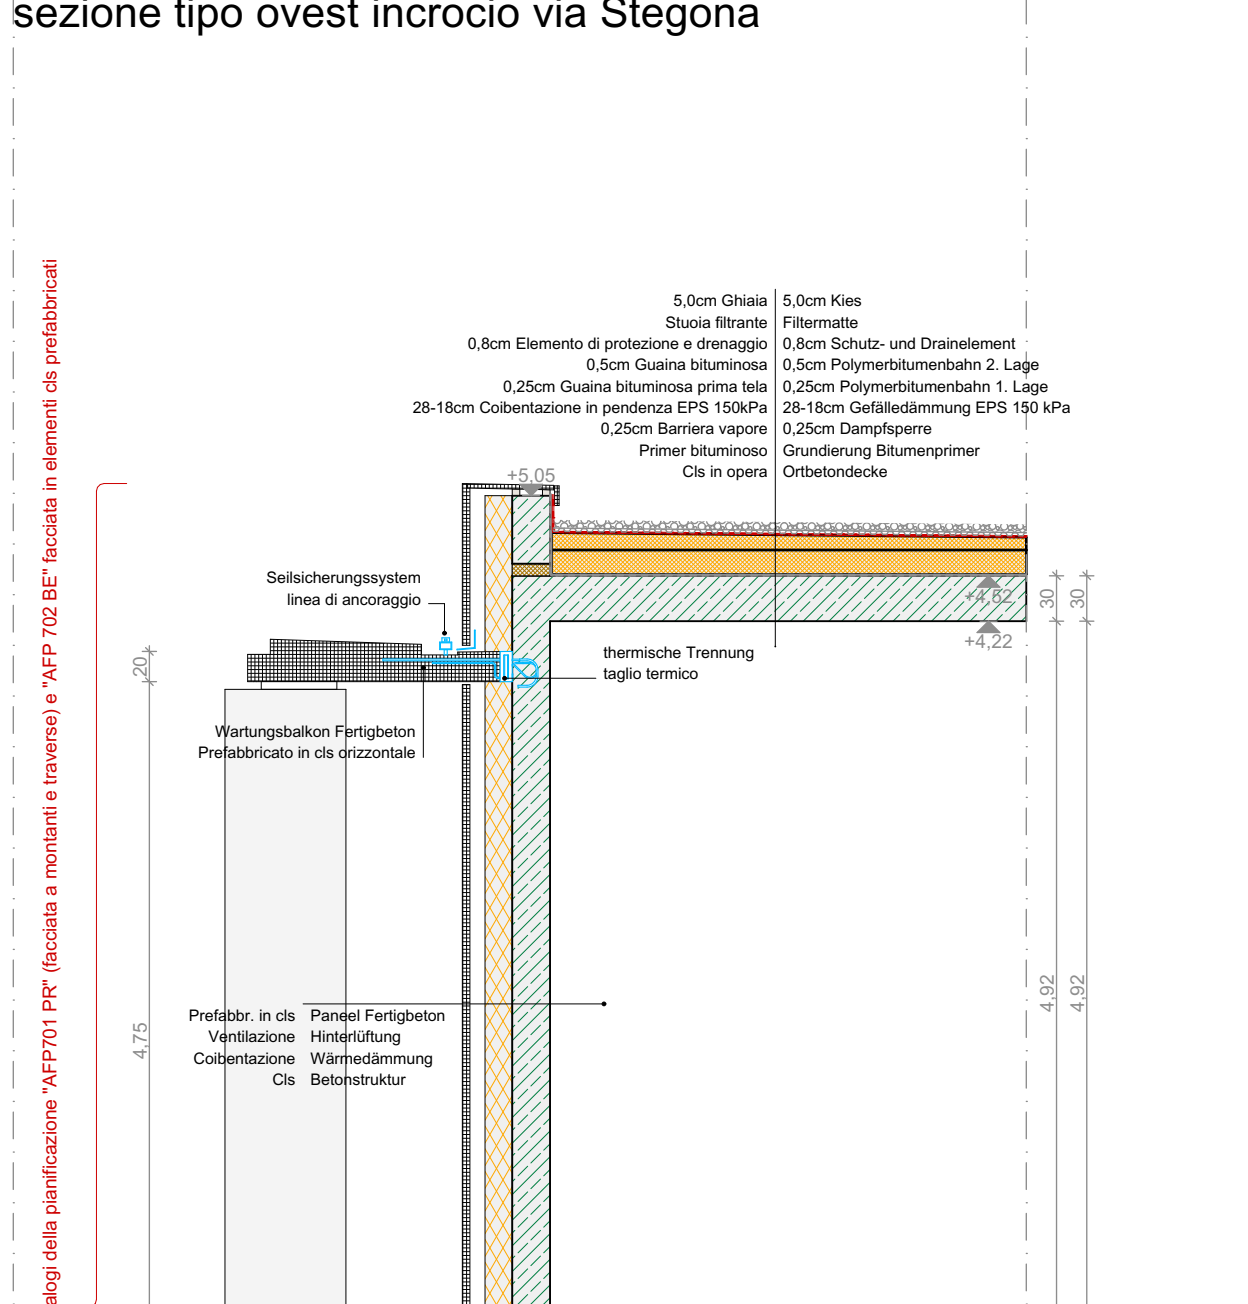 sezione tipo ovest incrocio via Stegona
alogi della pianificazione "AFP701 PR" (facciata a montanti e traverse) e "AFP 702 BE" facciata in elementi cls prefabbricati
5,0cm Ghiaia 5,0cm Kies
Stuoia filtrante Filtermatte
0,8cm Elemento di protezione e drenaggio 0,8cm Schutz- und Drainelement
0,5cm Guaina bituminosa 0,5cm Polymerbitumenbahn 2. Lage
0,25cm Guaina bituminosa prima tela 0,25cm Polymerbitumenbahn 1. Lage
28-18cm Coibentazione in pendenza EPS 150kPa 28-18cm Gefälledämmung EPS 150 kPa
0,25cm Barriera vapore 0,25cm Dampfsperre
Primer bituminoso Grundierung Bitumenprimer
Cls in opera Ortbetondecke
+5,05
Seilsicherungssystem
linea di ancoraggio
+4,52
30
30
+4,22
20
thermische Trennung
taglio termico
Wartungsbalkon Fertigbeton
Prefabbricato in cls orizzontale
4,75
4,92
4,92
Prefabbr. in cls Paneel Fertigbeton
Ventilazione Hinterlüftung
Coibentazione Wärmedämmung
Cls Betonstruktur